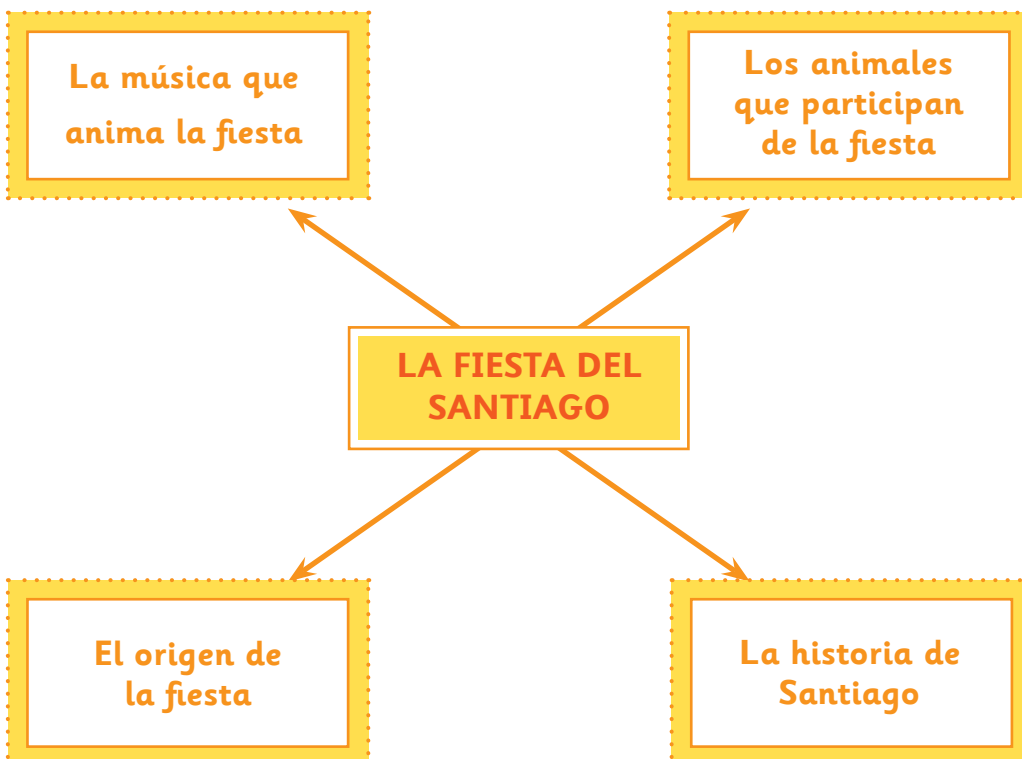 La música que
anima la fiesta
Los animales
que participan
de la fiesta
LA FIESTA DEL
SANTIAGO
El origen de
la fiesta
La historia de
Santiago